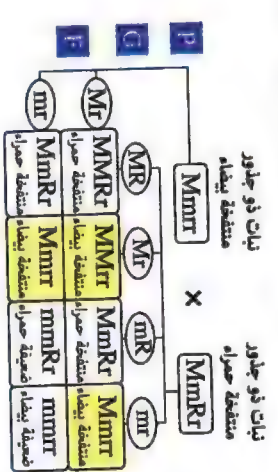 نبات ذو جذور
منتفخة بيضاء
نبات ذو جذور
منتفخة حمراء
P
Mmrr
×
MmRr
G
MR
Mr
mR
mr
F
Mr
MMRr
منتفخة حمراء
MMrr
منتفخة بيضاء
MmRr
منتفخة حمراء
Mmrr
منتفخة بيضاء
mr
MmRr
منتفخة حمراء
Mmrr
منتفخة بيضاء
mmRr
ضعيفة حمراء
mmrr
ضعيفة بيضاء